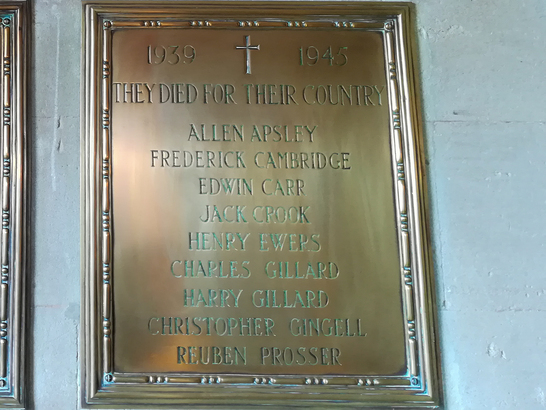 1939 1945
THEY DIED FOR THEIR COUNTRY
ALLEN APSLEY
FREDERICK CAMBRIDGE
EDWIN CARR
JACK CROOK
HENRY EWERS
CHARLES GILLARD
HARRY GILLARD
CHRISTOPHER GINGELL
REUBEN PROSSER